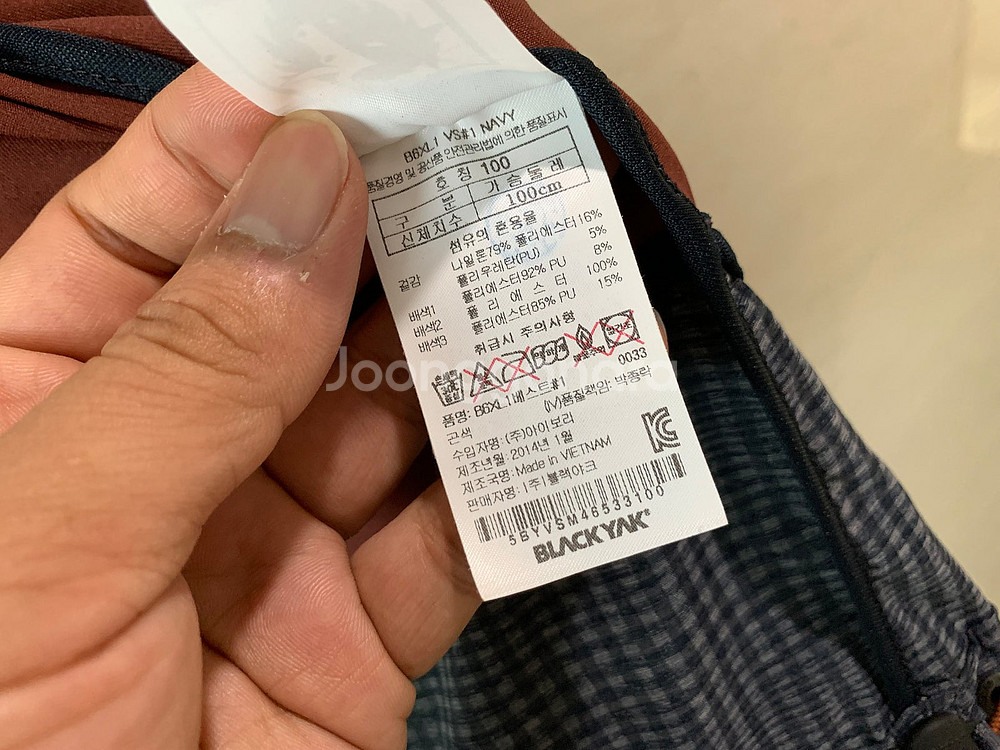 B6XL1 VS#1 NAVY
품질경영 및 공산품 안전관리법에 의한 품질표시
호 칭 100
구 분 가 슴 둘 레
신체치수 100cm
섬유의 혼용율
겉감 나일론79% 폴리에스터16%
폴리우레탄(PU) 5%
배색1 폴리에스터92% PU 8%
배색2 폴 리 에 스 터 100%
배색3 폴리에스터85% PU 15%
취급시 주의사항
0033
품명: B6XL1베스트#1
곤색 (M)품질책임: 박종락
수입자명: (주)아이보리
제조년월: 2014년 1월
제조국명: Made in VIETNAM
판매자명: (주)블랙야크
5BYVSM46533100
BLACKYAK